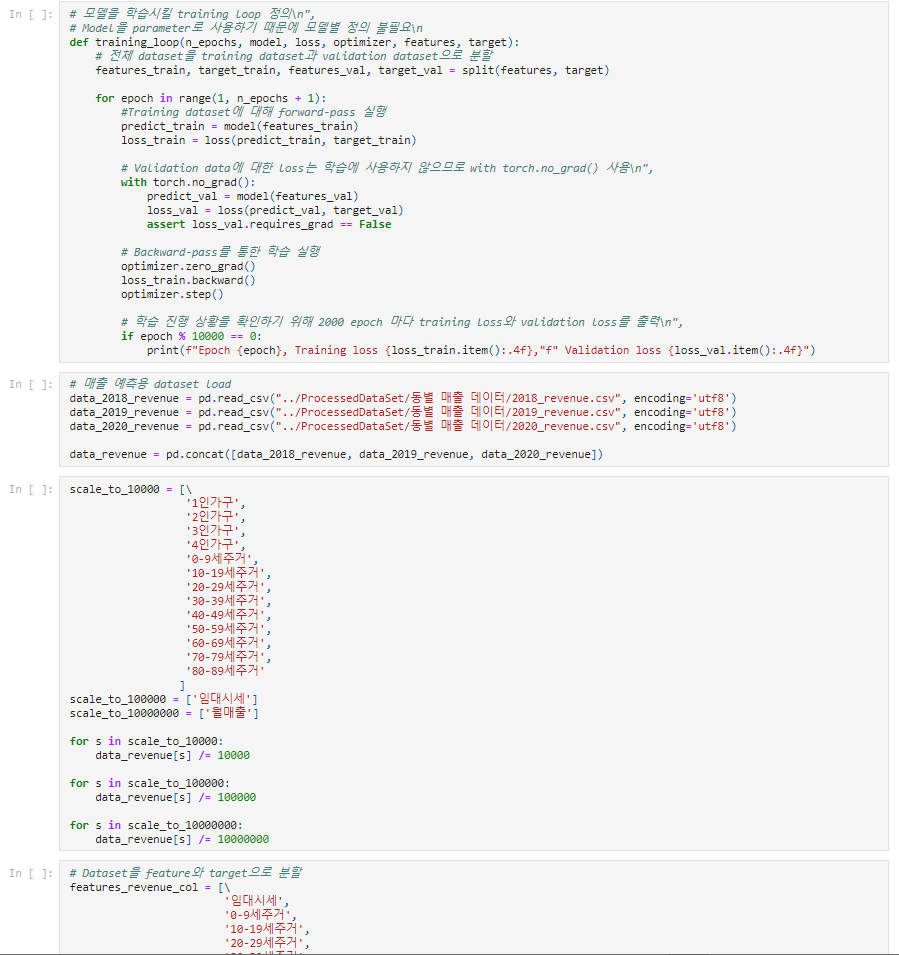 In [ ]: # 모델을 학습시킬 training loop 정의\n",
# Model을 parameter로 사용하기 때문에 모델별 정의 불필요\n
def training_loop(n_epochs, model, loss, optimizer, features, target):
    # 전체 dataset을 training dataset과 validation dataset으로 분할
    features_train, target_train, features_val, target_val = split(features, target)

    for epoch in range(1, n_epochs + 1):
        #Training dataset에 대해 forward-pass 실행
        predict_train = model(features_train)
        loss_train = loss(predict_train, target_train)

        # Validation data에 대한 loss는 학습에 사용하지 않으므로 with torch.no_grad() 사용\n",
        with torch.no_grad():
            predict_val = model(features_val)
            loss_val = loss(predict_val, target_val)
            assert loss_val.requires_grad == False

        # Backward-pass를 통한 학습 실행
        optimizer.zero_grad()
        loss_train.backward()
        optimizer.step()

        # 학습 진행 상황을 확인하기 위해 2000 epoch 마다 training loss와 validation loss를 출력\n",
        if epoch % 10000 == 0:
            print(f"Epoch {epoch}, Training loss {loss_train.item():.4f},"f" Validation loss {loss_val.item():.4f}")
In [ ]: # 매출 예측용 dataset load
data_2018_revenue = pd.read_csv("../ProcessedDataSet/동별 매출 데이터/2018_revenue.csv", encoding='utf8')
data_2019_revenue = pd.read_csv("../ProcessedDataSet/동별 매출 데이터/2019_revenue.csv", encoding='utf8')
data_2020_revenue = pd.read_csv("../ProcessedDataSet/동별 매출 데이터/2020_revenue.csv", encoding='utf8')

data_revenue = pd.concat([data_2018_revenue, data_2019_revenue, data_2020_revenue])
In [ ]: scale_to_10000 = [\
                  '1인가구',
                  '2인가구',
                  '3인가구',
                  '4인가구',
                  '0-9세주거',
                  '10-19세주거',
                  '20-29세주거',
                  '30-39세주거',
                  '40-49세주거',
                  '50-59세주거',
                  '60-69세주거',
                  '70-79세주거',
                  '80-89세주거'
                 ]
scale_to_100000 = ['임대시세']
scale_to_10000000 = ['월매출']

for s in scale_to_10000:
    data_revenue[s] /= 10000

for s in scale_to_100000:
    data_revenue[s] /= 100000

for s in scale_to_10000000:
    data_revenue[s] /= 10000000
In [ ]: # Dataset을 feature와 target으로 분할
features_revenue_col = [\
                        '임대시세',
                        '0-9세주거',
                        '10-19세주거',
                        '20-29세주거',